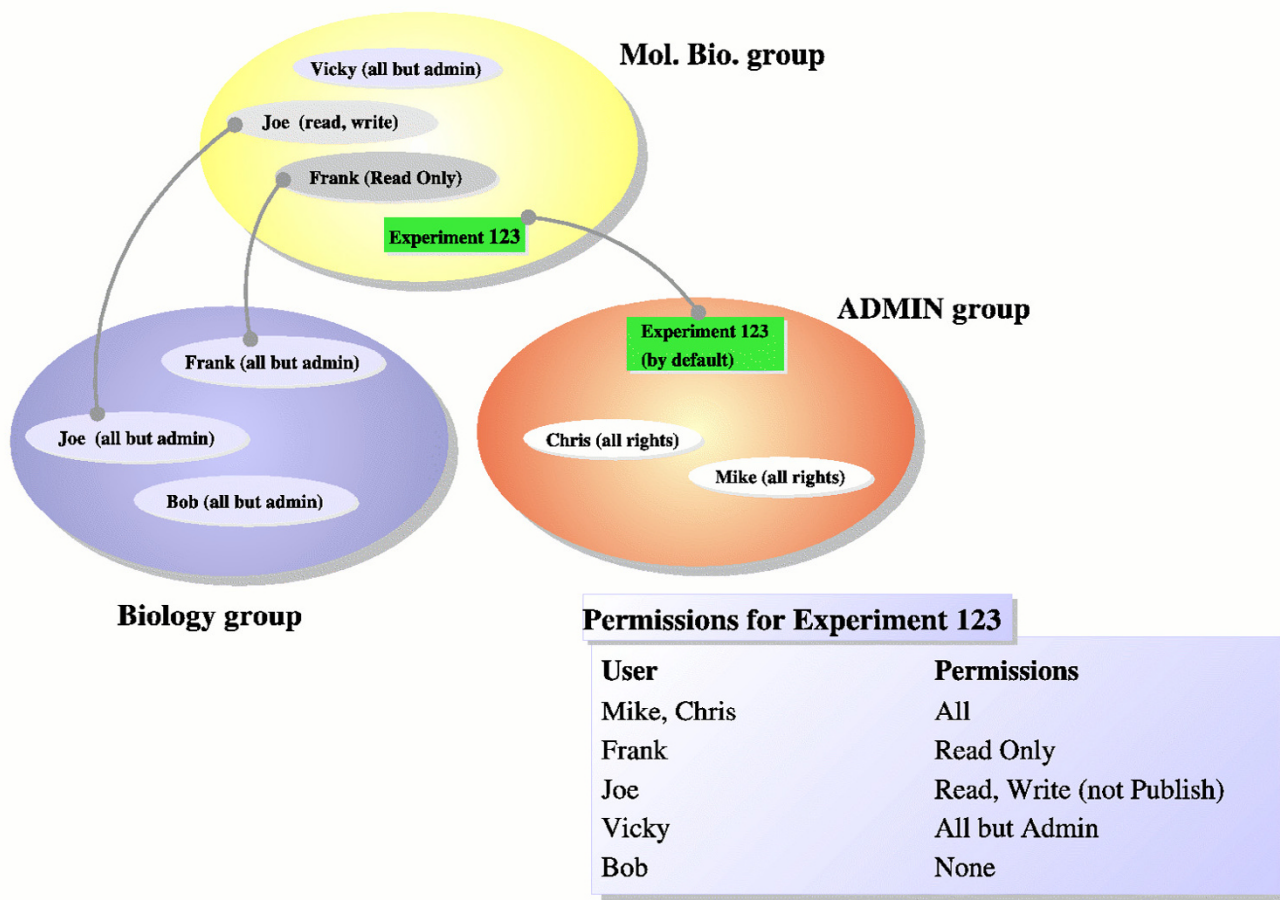 Mol. Bio. group
Vicky (all but admin)
Joe (read, write)
Frank (Read Only)
Experiment 123
ADMIN group
Experiment 123
(by default)
Chris (all rights)
Mike (all rights)
Frank (all but admin)
Joe (all but admin)
Bob (all but admin)
Biology group
Permissions for Experiment 123
User Permissions
Mike, Chris All
Frank Read Only
Joe Read, Write (not Publish)
Vicky All but Admin
Bob None